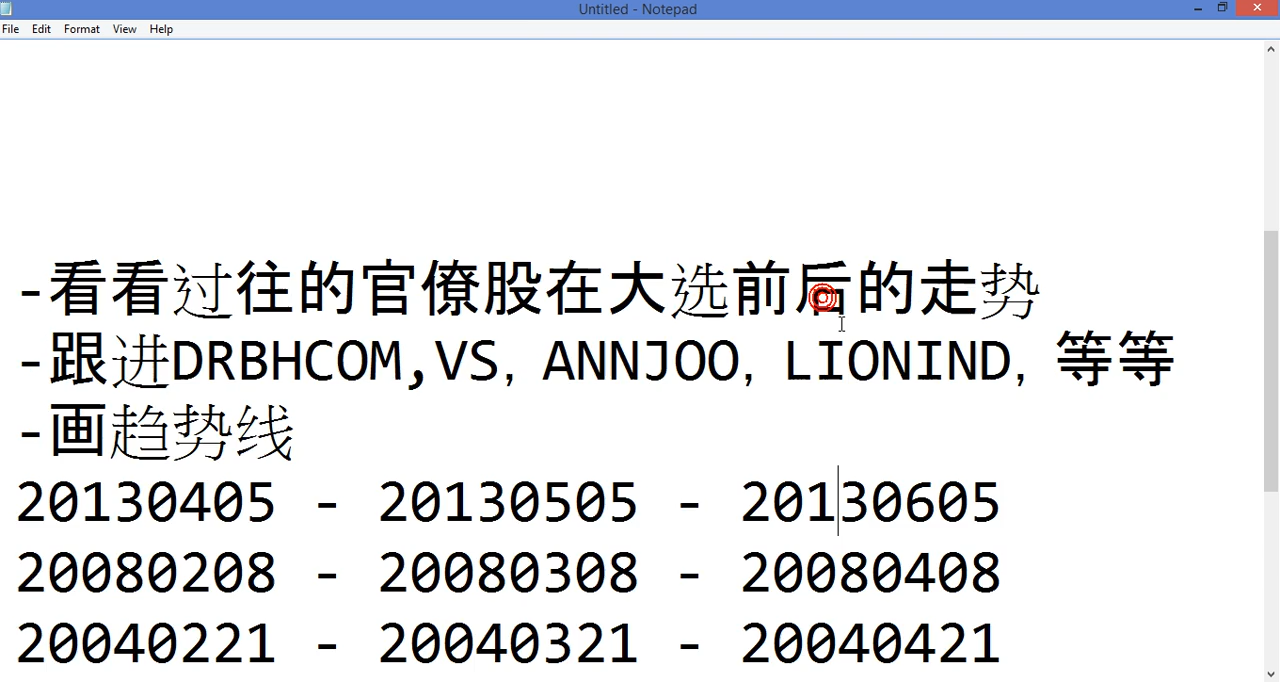 Untitled - Notepad
File Edit Format View Help
-看看过往的官僚股在大选前后的走势
-跟进DRBHCOM,VS, ANNJOO, LIONIND, 等等
-画趋势线
20130405 - 20130505 - 20130605
20080208 - 20080308 - 20080408
20040221 - 20040321 - 20040421